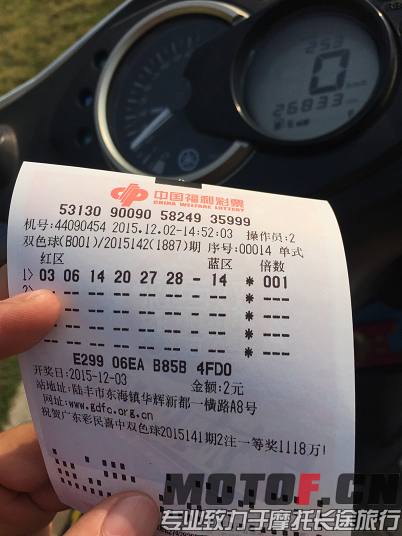 253
0
km/h
26833
中国福利彩票
CHINA WELFARE LOTTERY
53130 90090 58249 35999
机号:44090454 2015.12.02-14:52:03 操作员:2
双色球(B001)/2015142(1887)期 序号:00014 单式
红区 蓝区 倍数
1> 03 06 14 20 27 28 - 14 * 001
2> -- -- -- -- -- -- - -- * ---
-- -- -- -- -- -- - -- * ---
-- -- -- -- -- -- - -- * ---
-- -- -- -- -- -- - -- * ---
E299 06EA B85B 4FD0
开奖日:2015-12-03 金额:2元
站地址:陆丰市东海镇华辉新都一横路A8号
网址:www.gdfc.org.cn
祝贺广东彩民喜中双色球2015141期2注一等奖1118万!
MOTOF.CN
专业致力于摩托长途旅行